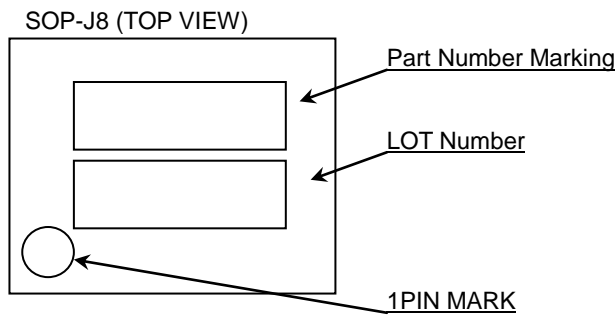 SOP-J8 (TOP VIEW)
Part Number Marking
LOT Number
1PIN MARK